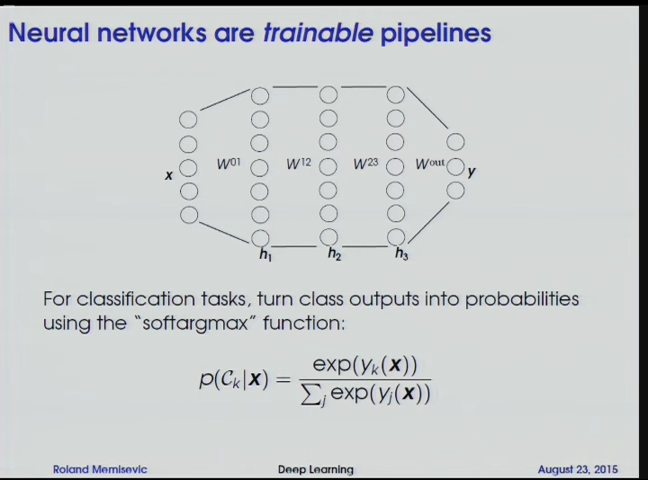 Neural networks are trainable pipelines
x W⁰¹ W¹² W²³ Wᵒᵘᵗ y
h₁ h₂ h₃
For classification tasks, turn class outputs into probabilities
using the "softargmax" function:
p(𝒞ₖ|x) = exp(yₖ(x)) / ∑ⱼ exp(yⱼ(x))
Roland Memisevic Deep Learning August 23, 2015